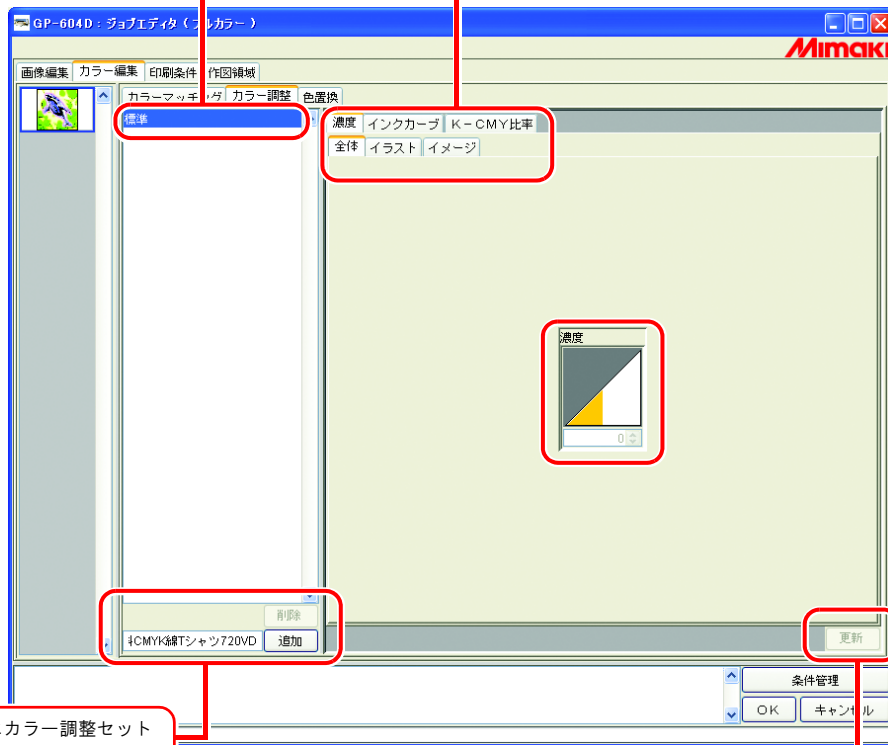 GP-604D：ジョブエディタ（フルカラー）
Mimaki
画像編集 カラー編集 印刷条件 作図領域
カラーマッチング カラー調整 色置換
標準
濃度 インクカーブ K－CMY比率
全体 イラスト イメージ
濃度
0
削除
CMYK綿Tシャツ720VD 追加
更新
条件管理
OK キャンセル
カラー調整セット